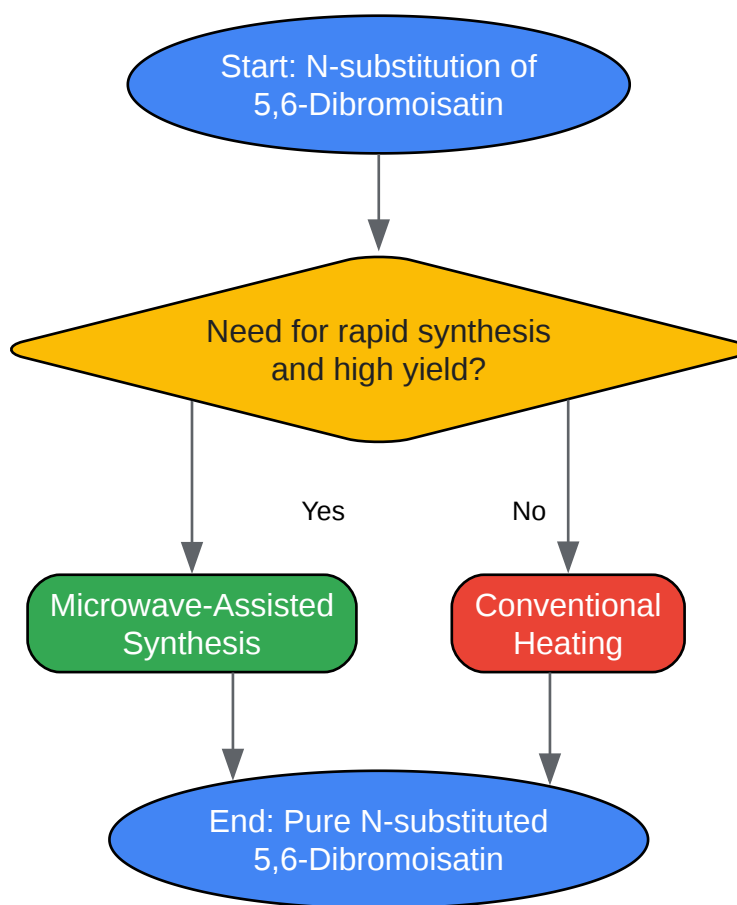 Start: N-substitution of
5,6-Dibromoisatin
Need for rapid synthesis
and high yield?
Yes
No
Microwave-Assisted
Synthesis
Conventional
Heating
End: Pure N-substituted
5,6-Dibromoisatin